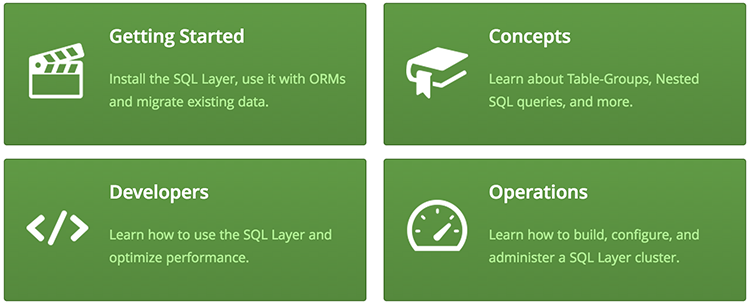 Getting Started
Install the SQL Layer, use it with ORMs
and migrate existing data.
Concepts
Learn about Table-Groups, Nested
SQL queries, and more.
Developers
Learn how to use the SQL Layer and
optimize performance.
Operations
Learn how to build, configure, and
administer a SQL Layer cluster.